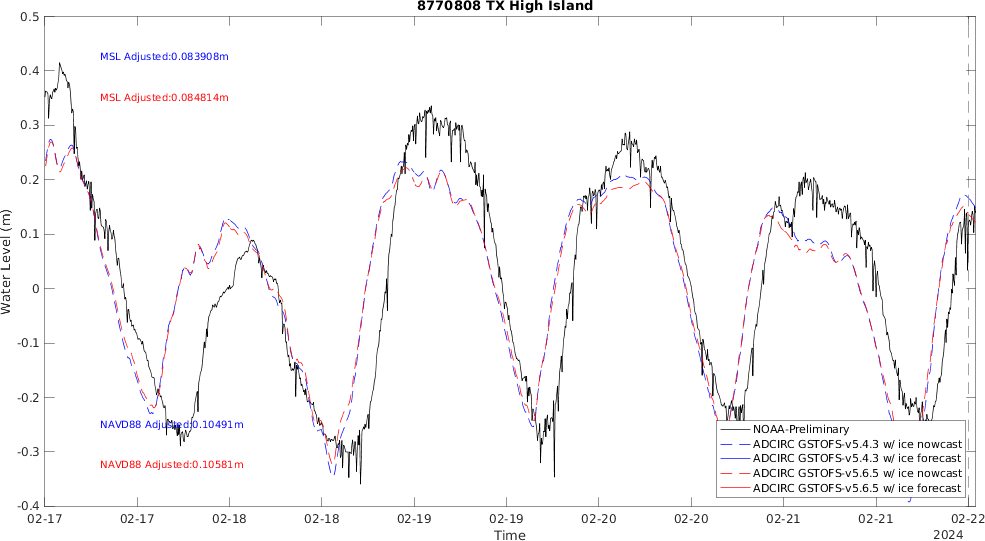 8770808 TX High Island
0.5
0.4
0.3
0.2
0.1
0
-0.1
-0.2
-0.3
-0.4
Water Level (m)
MSL Adjusted:0.083908m
MSL Adjusted:0.084814m
NAVD88 Adjusted:0.10491m
NAVD88 Adjusted:0.10581m
NOAA-Preliminary
ADCIRC GSTOFS-v5.4.3 w/ ice nowcast
ADCIRC GSTOFS-v5.4.3 w/ ice forecast
ADCIRC GSTOFS-v5.6.5 w/ ice nowcast
ADCIRC GSTOFS-v5.6.5 w/ ice forecast
02-17 02-17 02-18 02-18 02-19 02-19 02-20 02-20 02-21 02-21 02-22
Time
2024